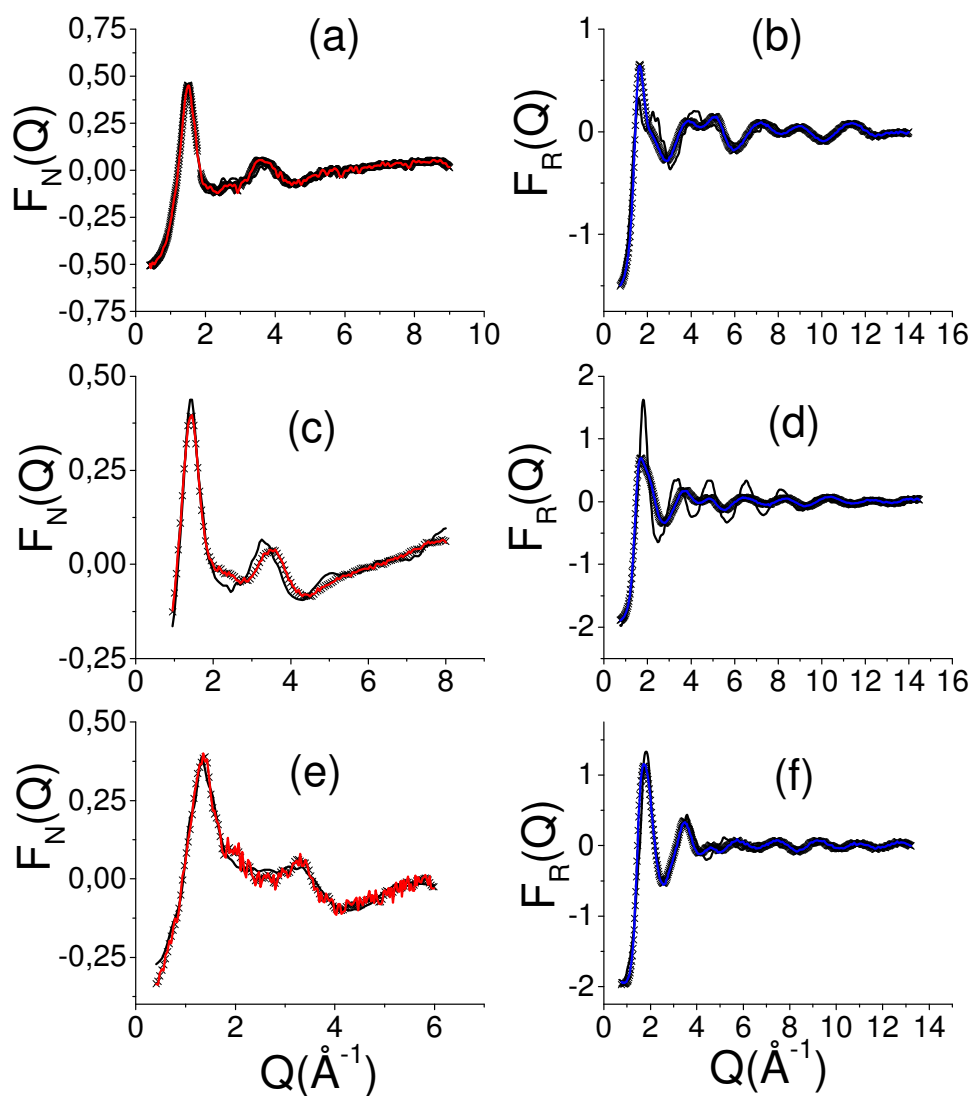 (a)
F_N(Q)
0,75
0,50
0,25
0,00
-0,25
-0,50
-0,75
0 2 4 6 8 10
(b)
F_R(Q)
1
0
-1
0 2 4 6 8 10 12 14 16
(c)
F_N(Q)
0,50
0,25
0,00
-0,25
0 2 4 6 8
(d)
F_R(Q)
2
1
0
-1
-2
0 2 4 6 8 10 12 14 16
(e)
F_N(Q)
0,50
0,25
0,00
-0,25
0 2 4 6
Q(Å⁻¹)
(f)
F_R(Q)
1
0
-1
-2
0 2 4 6 8 10 12 14
Q(Å⁻¹)